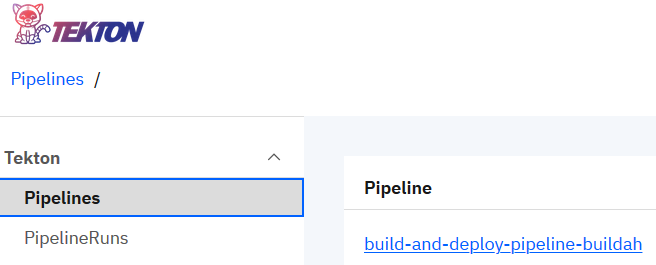 TEKTON
Pipelines /
Tekton
Pipelines
PipelineRuns
Pipeline
build-and-deploy-pipeline-buildah